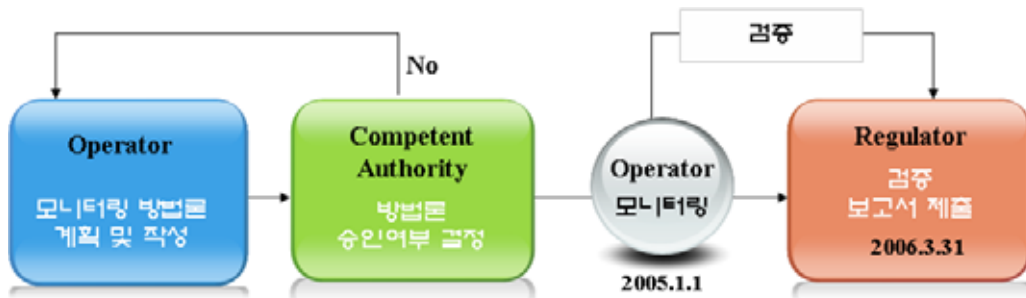 검증
No
Operator
모니터링 방법론
계획 및 작성
Competent
Authority
방법론
승인여부 결정
Operator
모니터링
2005.1.1
Regulator
검증
보고서 제출
2006.3.31